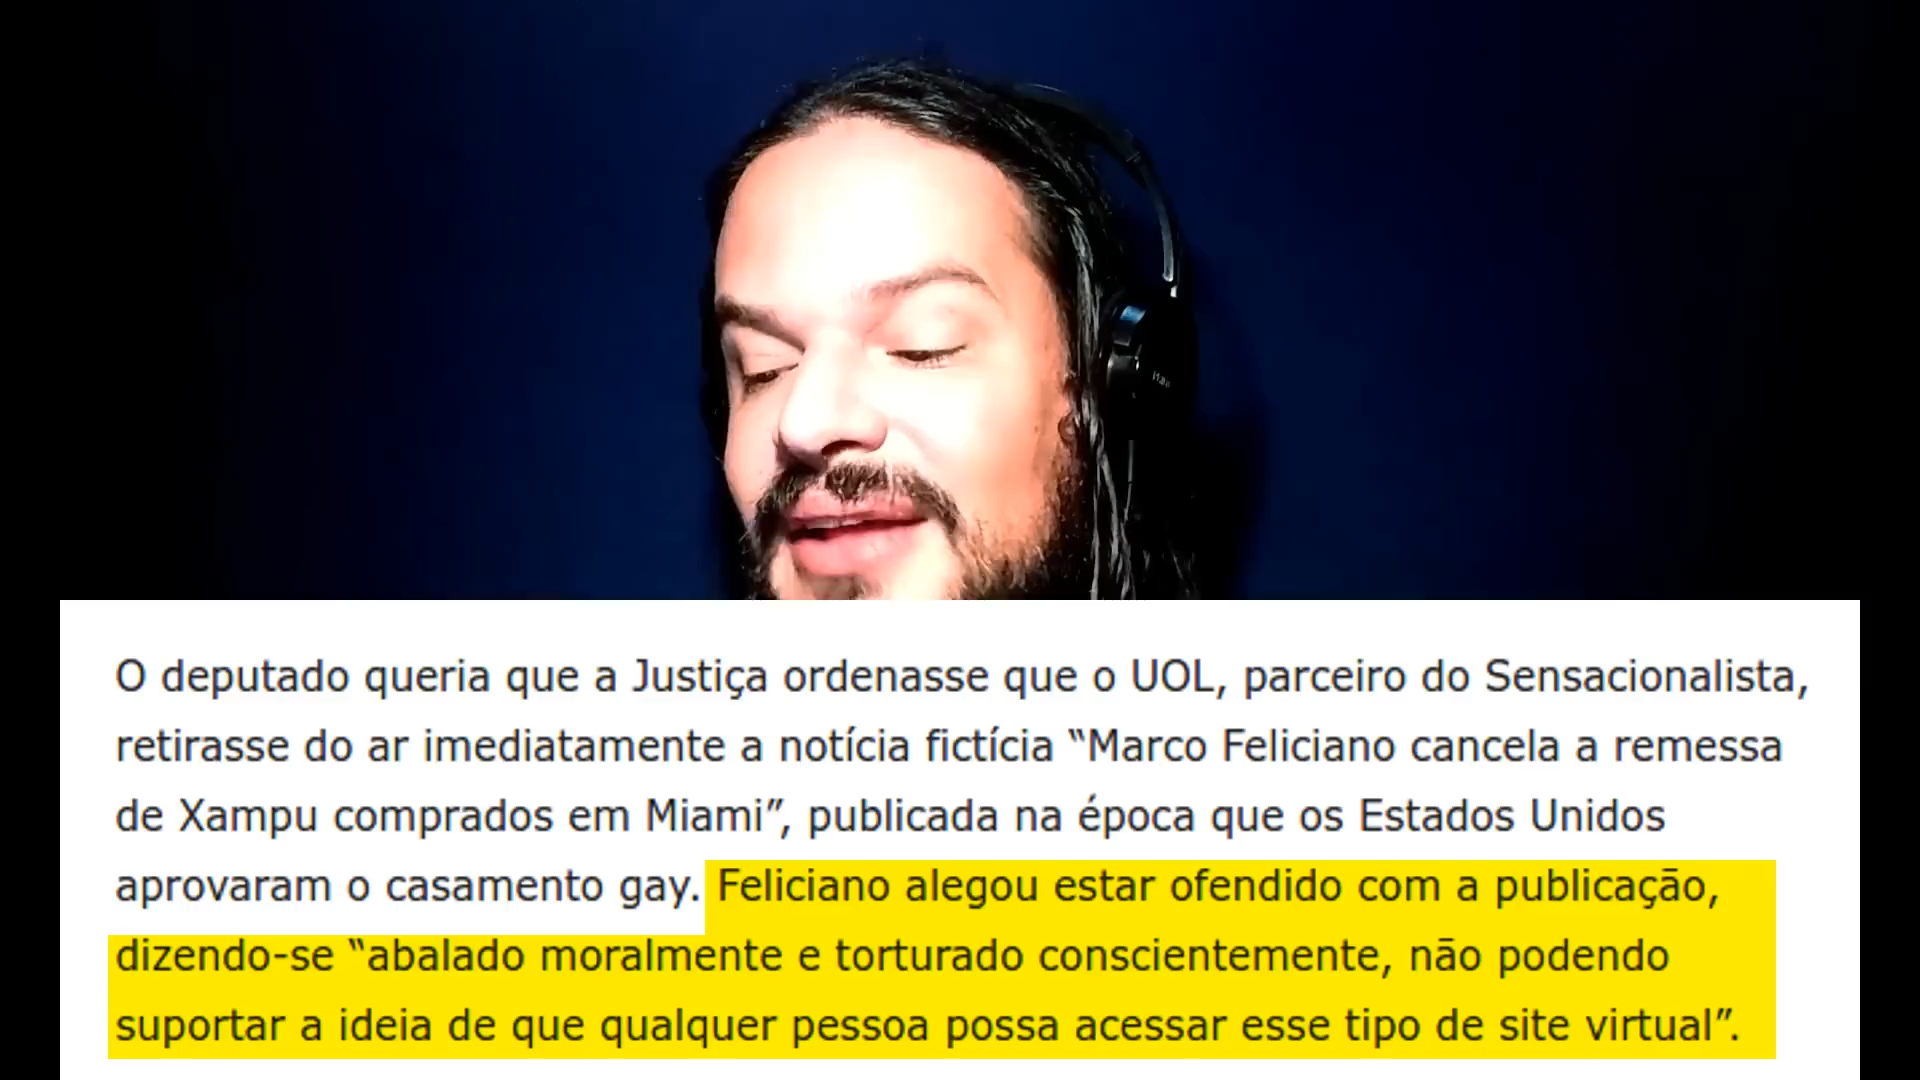 O deputado queria que a Justiça ordenasse que o UOL, parceiro do Sensacionalista,
retirasse do ar imediatamente a notícia fictícia “Marco Feliciano cancela a remessa
de Xampu comprados em Miami”, publicada na época que os Estados Unidos
aprovaram o casamento gay. Feliciano alegou estar ofendido com a publicação,
dizendo-se “abalado moralmente e torturado conscientemente, não podendo
suportar a ideia de que qualquer pessoa possa acessar esse tipo de site virtual”.